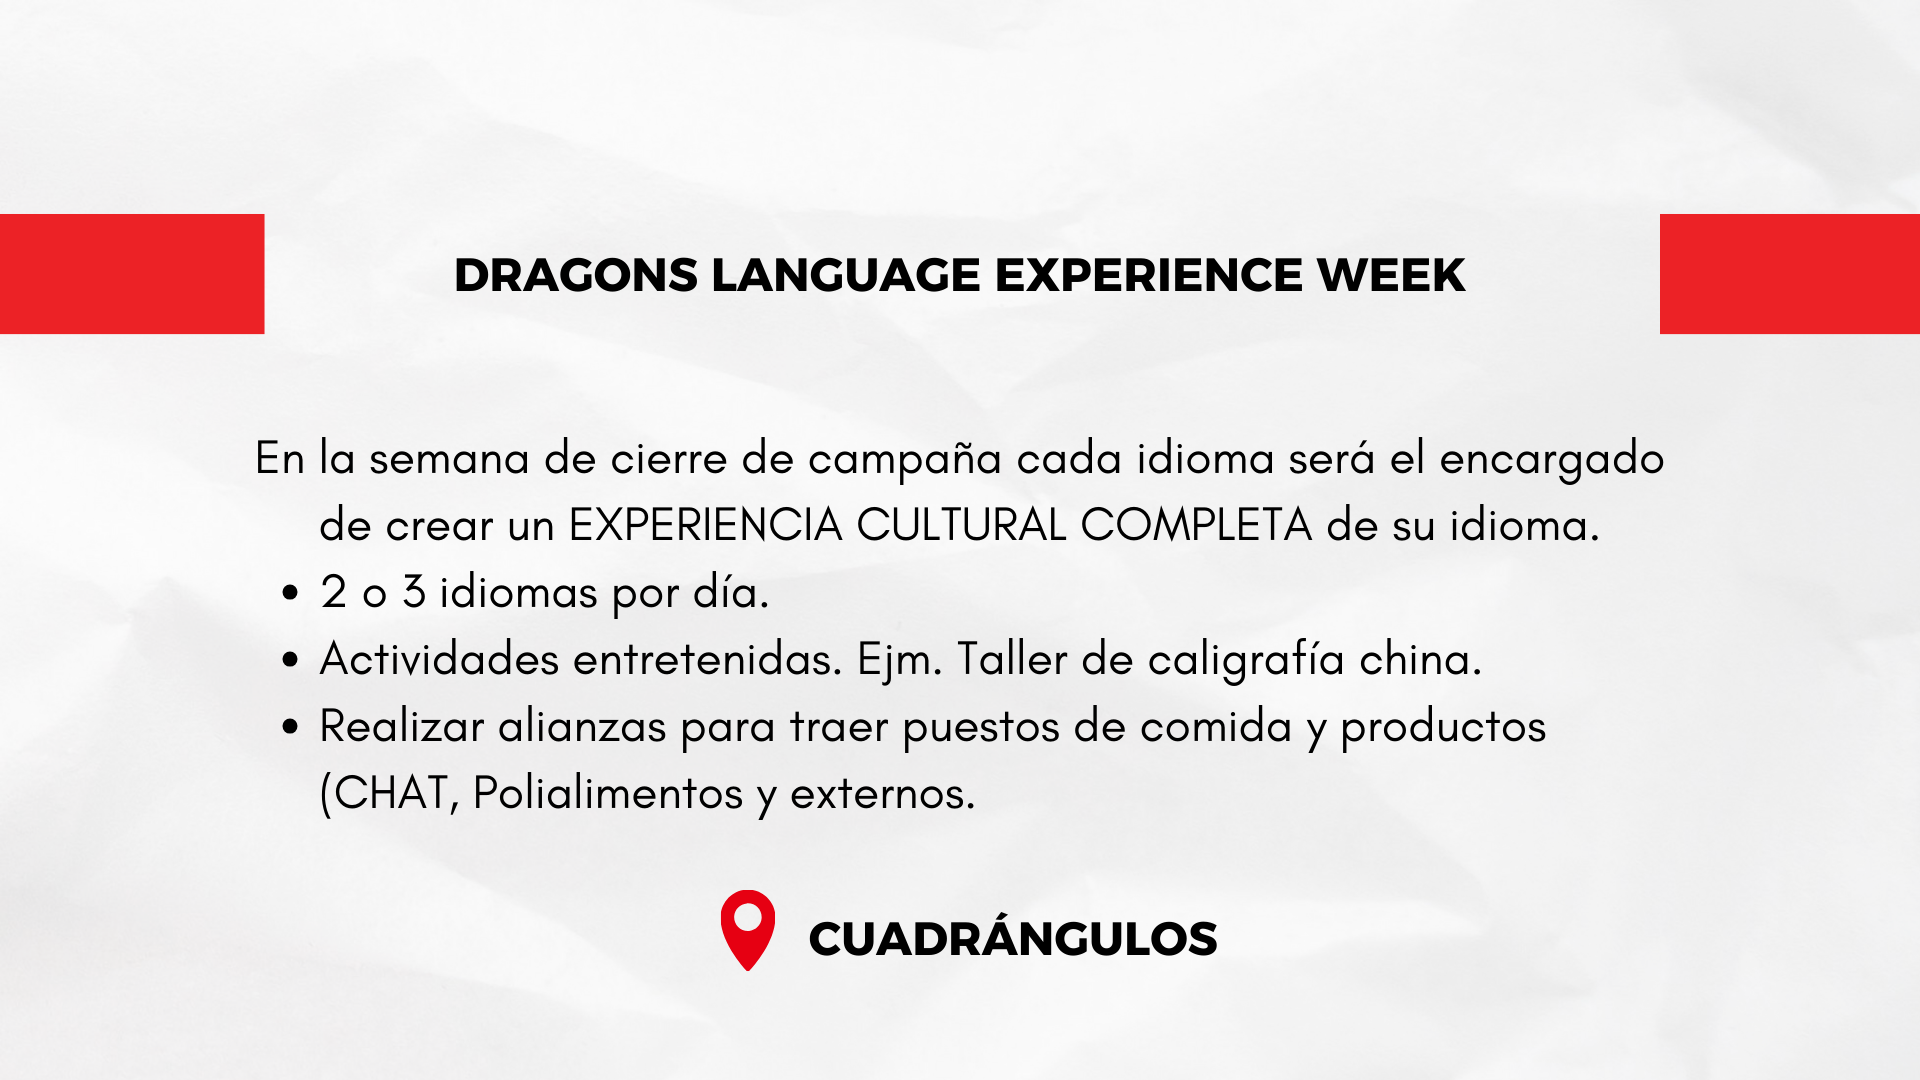 DRAGONS LANGUAGE EXPERIENCE WEEK
En la semana de cierre de campaña cada idioma será el encargado
de crear un EXPERIENCIA CULTURAL COMPLETA de su idioma.
• 2 o 3 idiomas por día.
• Actividades entretenidas. Ejm. Taller de caligrafía china.
• Realizar alianzas para traer puestos de comida y productos
(CHAT, Polialimentos y externos.
CUADRÁNGULOS